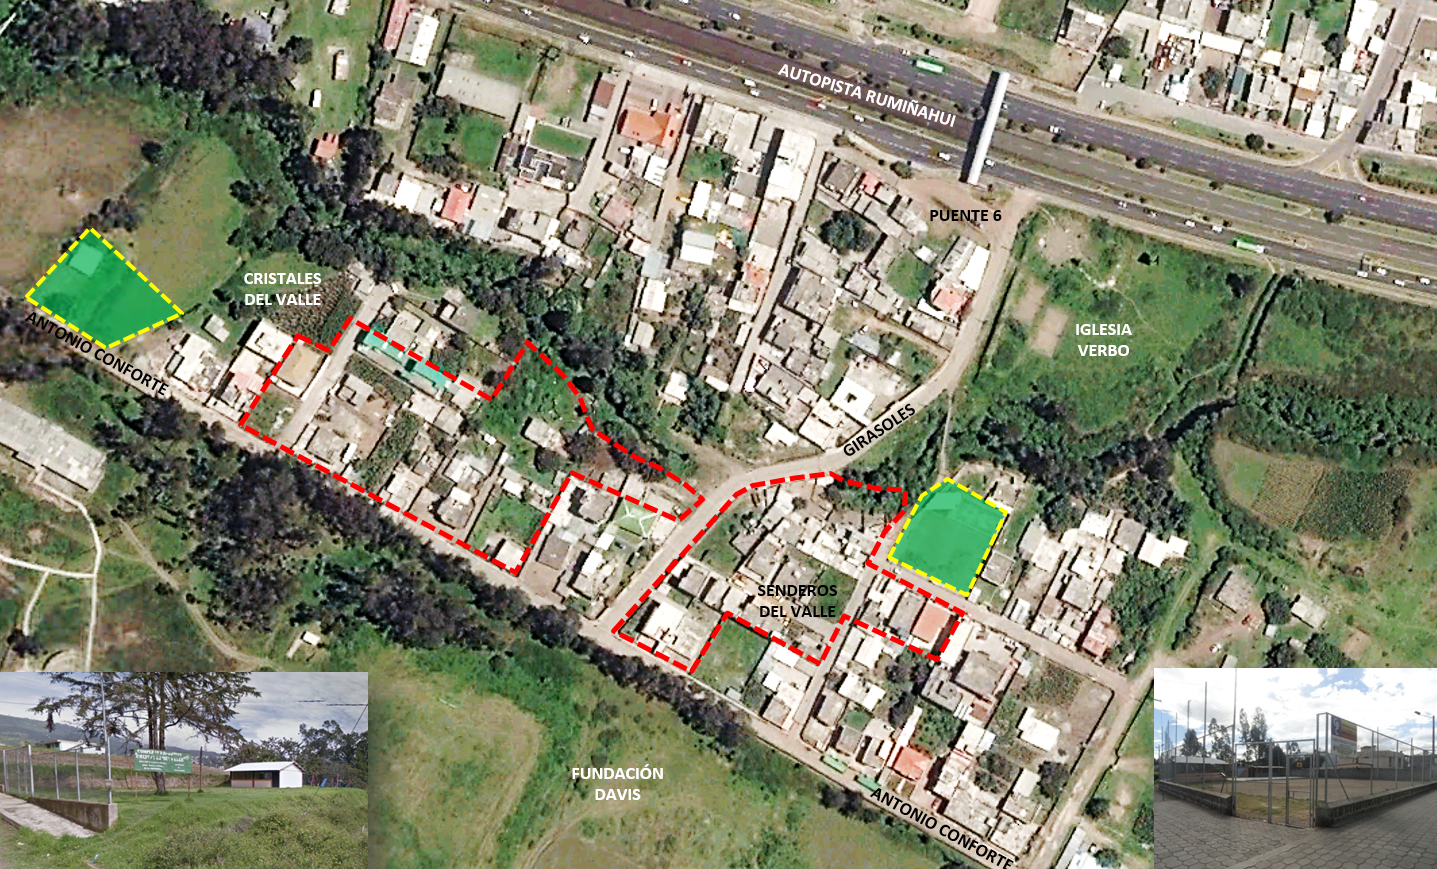 AUTOPISTA RUMIÑAHUI
PUENTE 6
CRISTALES
DEL VALLE
IGLESIA
VERBO
ANTONIO CONFORTE
GIRASOLES
SENDEROS
DEL VALLE
FUNDACIÓN
DAVIS
ANTONIO CONFORTE